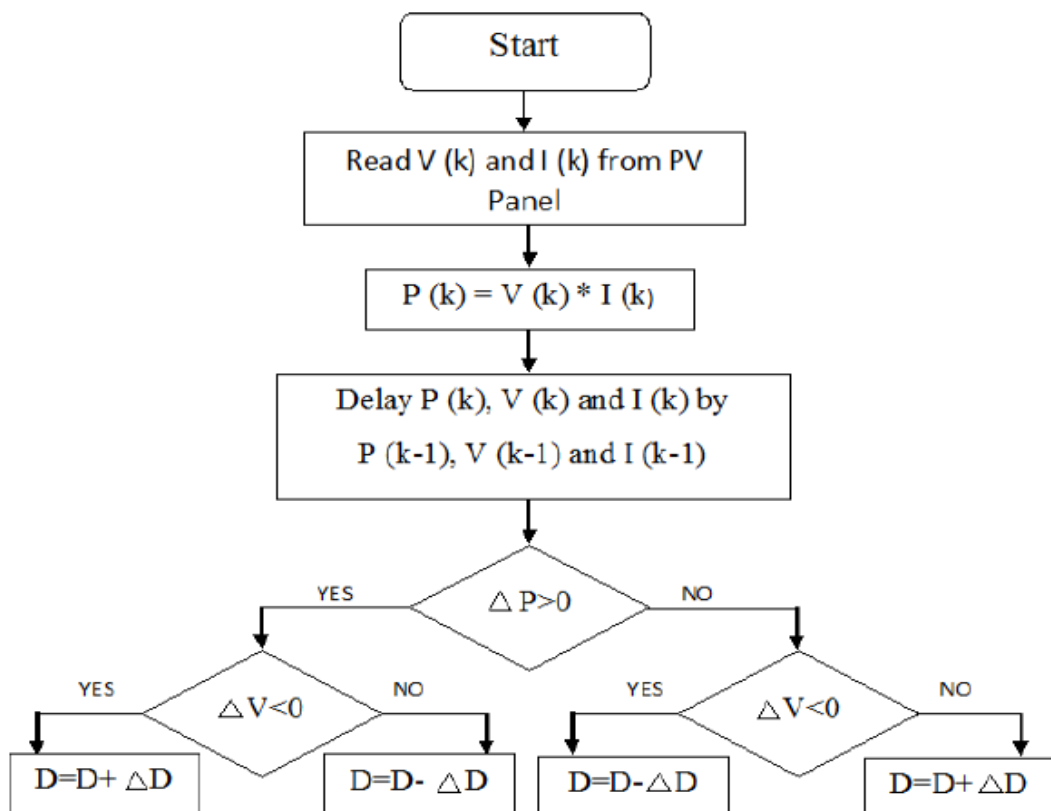 Start
Read V (k) and I (k) from PV
Panel
P (k) = V (k) * I (k)
Delay P (k), V (k) and I (k) by
P (k-1), V (k-1) and I (k-1)
△ P>0
YES
NO
△ V<0
YES
NO
△ V<0
YES
NO
D=D+ △D
D=D- △D
D=D-△D
D=D+△D